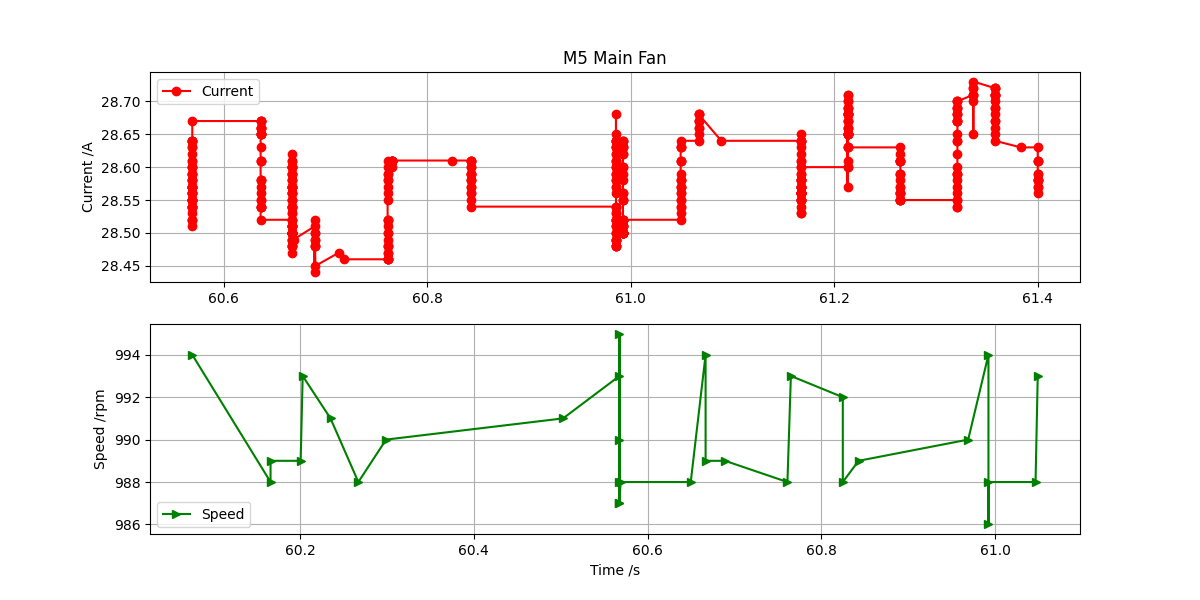 M5 Main Fan
Current
Current /A
28.70
28.65
28.60
28.55
28.50
28.45
60.6 60.8 61.0 61.2 61.4
Speed
Speed /rpm
994
992
990
988
986
60.2 60.4 60.6 60.8 61.0
Time /s